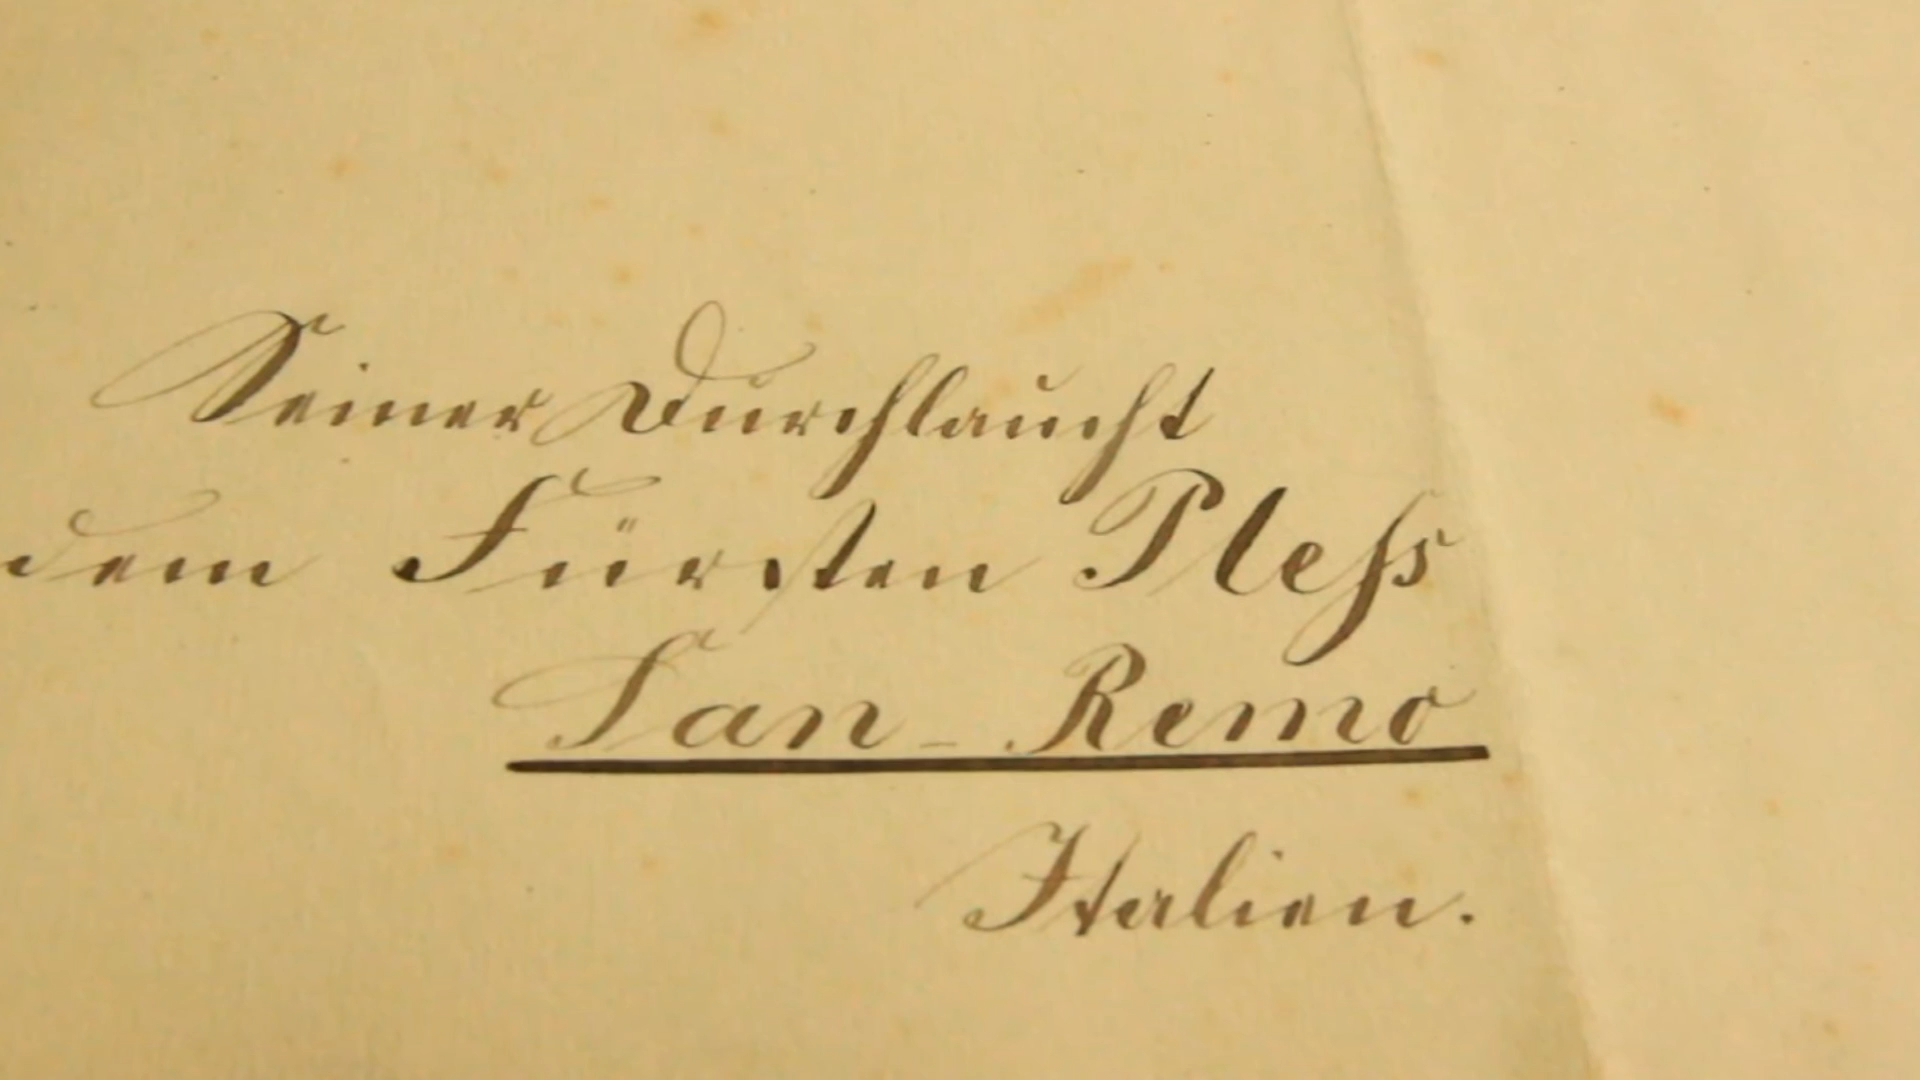 Seiner Durchlaucht
dem Fürsten Pless
San-Remo
Italien.